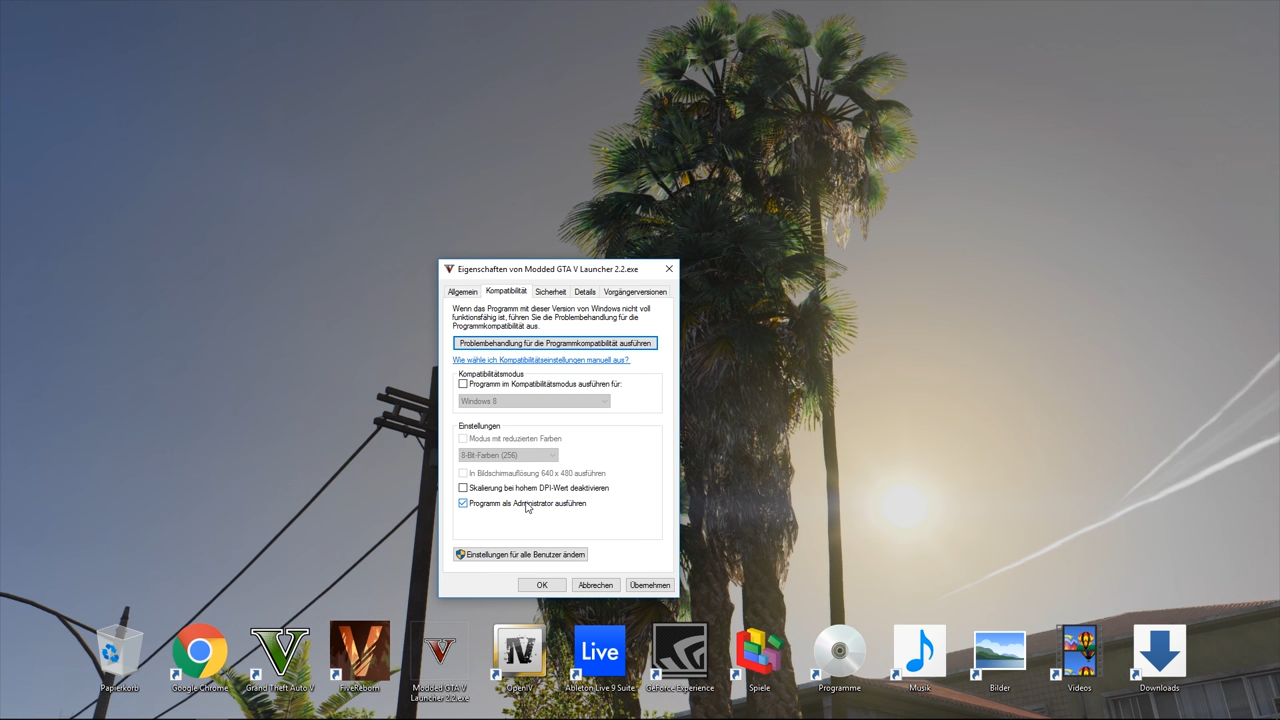 Eigenschaften von Modded GTA V Launcher 2.2.exe
Allgemein
Kompatibilität
Sicherheit
Details
Vorgängerversionen
Wenn das Programm mit dieser Version von Windows nicht voll
funktionsfähig ist, führen Sie die Problembehandlung für die
Programmkompatibilität aus.
Problembehandlung für die Programmkompatibilität ausführen
Wie wähle ich Kompatibilitätseinstellungen manuell aus?
Kompatibilitätsmodus
Programm im Kompatibilitätsmodus ausführen für:
Windows 8
Einstellungen
Modus mit reduzierten Farben
8-Bit-Farben (256)
In Bildschirmauflösung 640 x 480 ausführen
Skalierung bei hohem DPI-Wert deaktivieren
Programm als Administrator ausführen
Einstellungen für alle Benutzer ändern
OK
Abbrechen
Übernehmen
Live
Papierkorb
Google Chrome
Grand Theft Auto V
FiveReborn
Modded GTA V
Launcher 2.2.exe
OpenIV
Ableton Live 9 Suite
GeForce Experience
Spiele
Programme
Musik
Bilder
Videos
Downloads